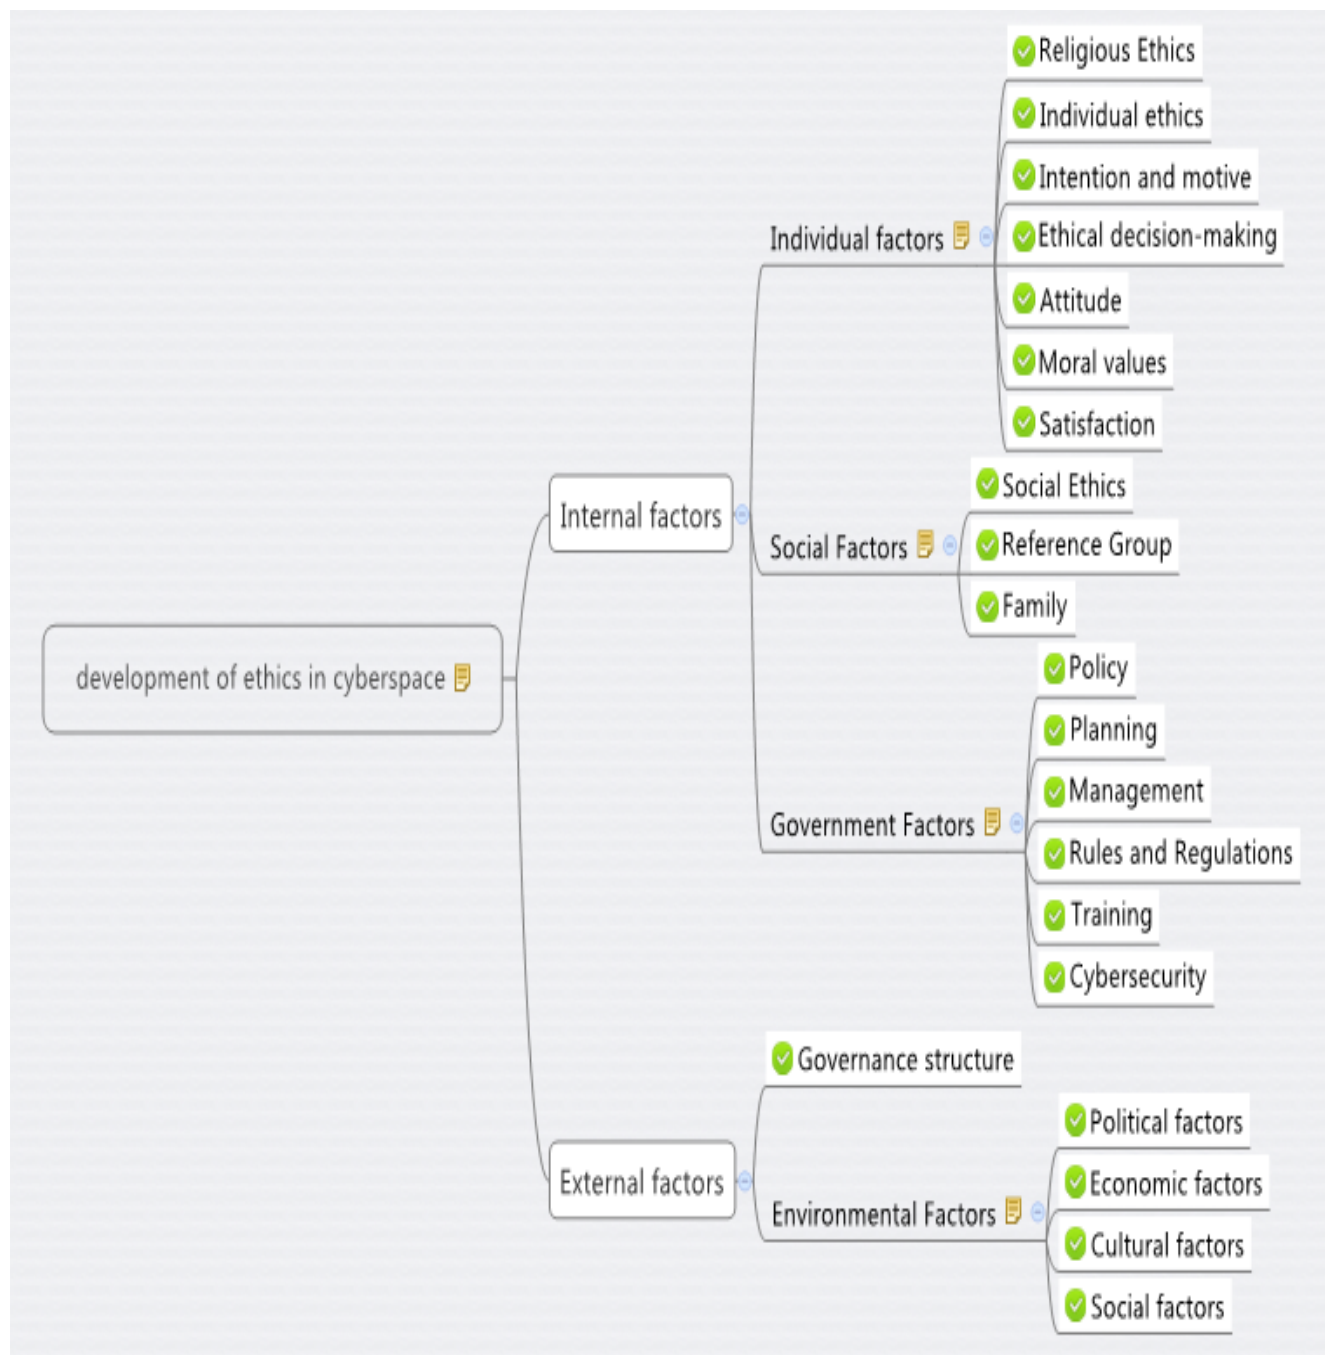 Religious Ethics
Individual ethics
Intention and motive
Individual factors
Ethical decision-making
Attitude
Moral values
Satisfaction
Social Ethics
Internal factors
Social Factors
Reference Group
Family
development of ethics in cyberspace
Policy
Planning
Management
Government Factors
Rules and Regulations
Training
Cybersecurity
Governance structure
Political factors
External factors
Economic factors
Environmental Factors
Cultural factors
Social factors